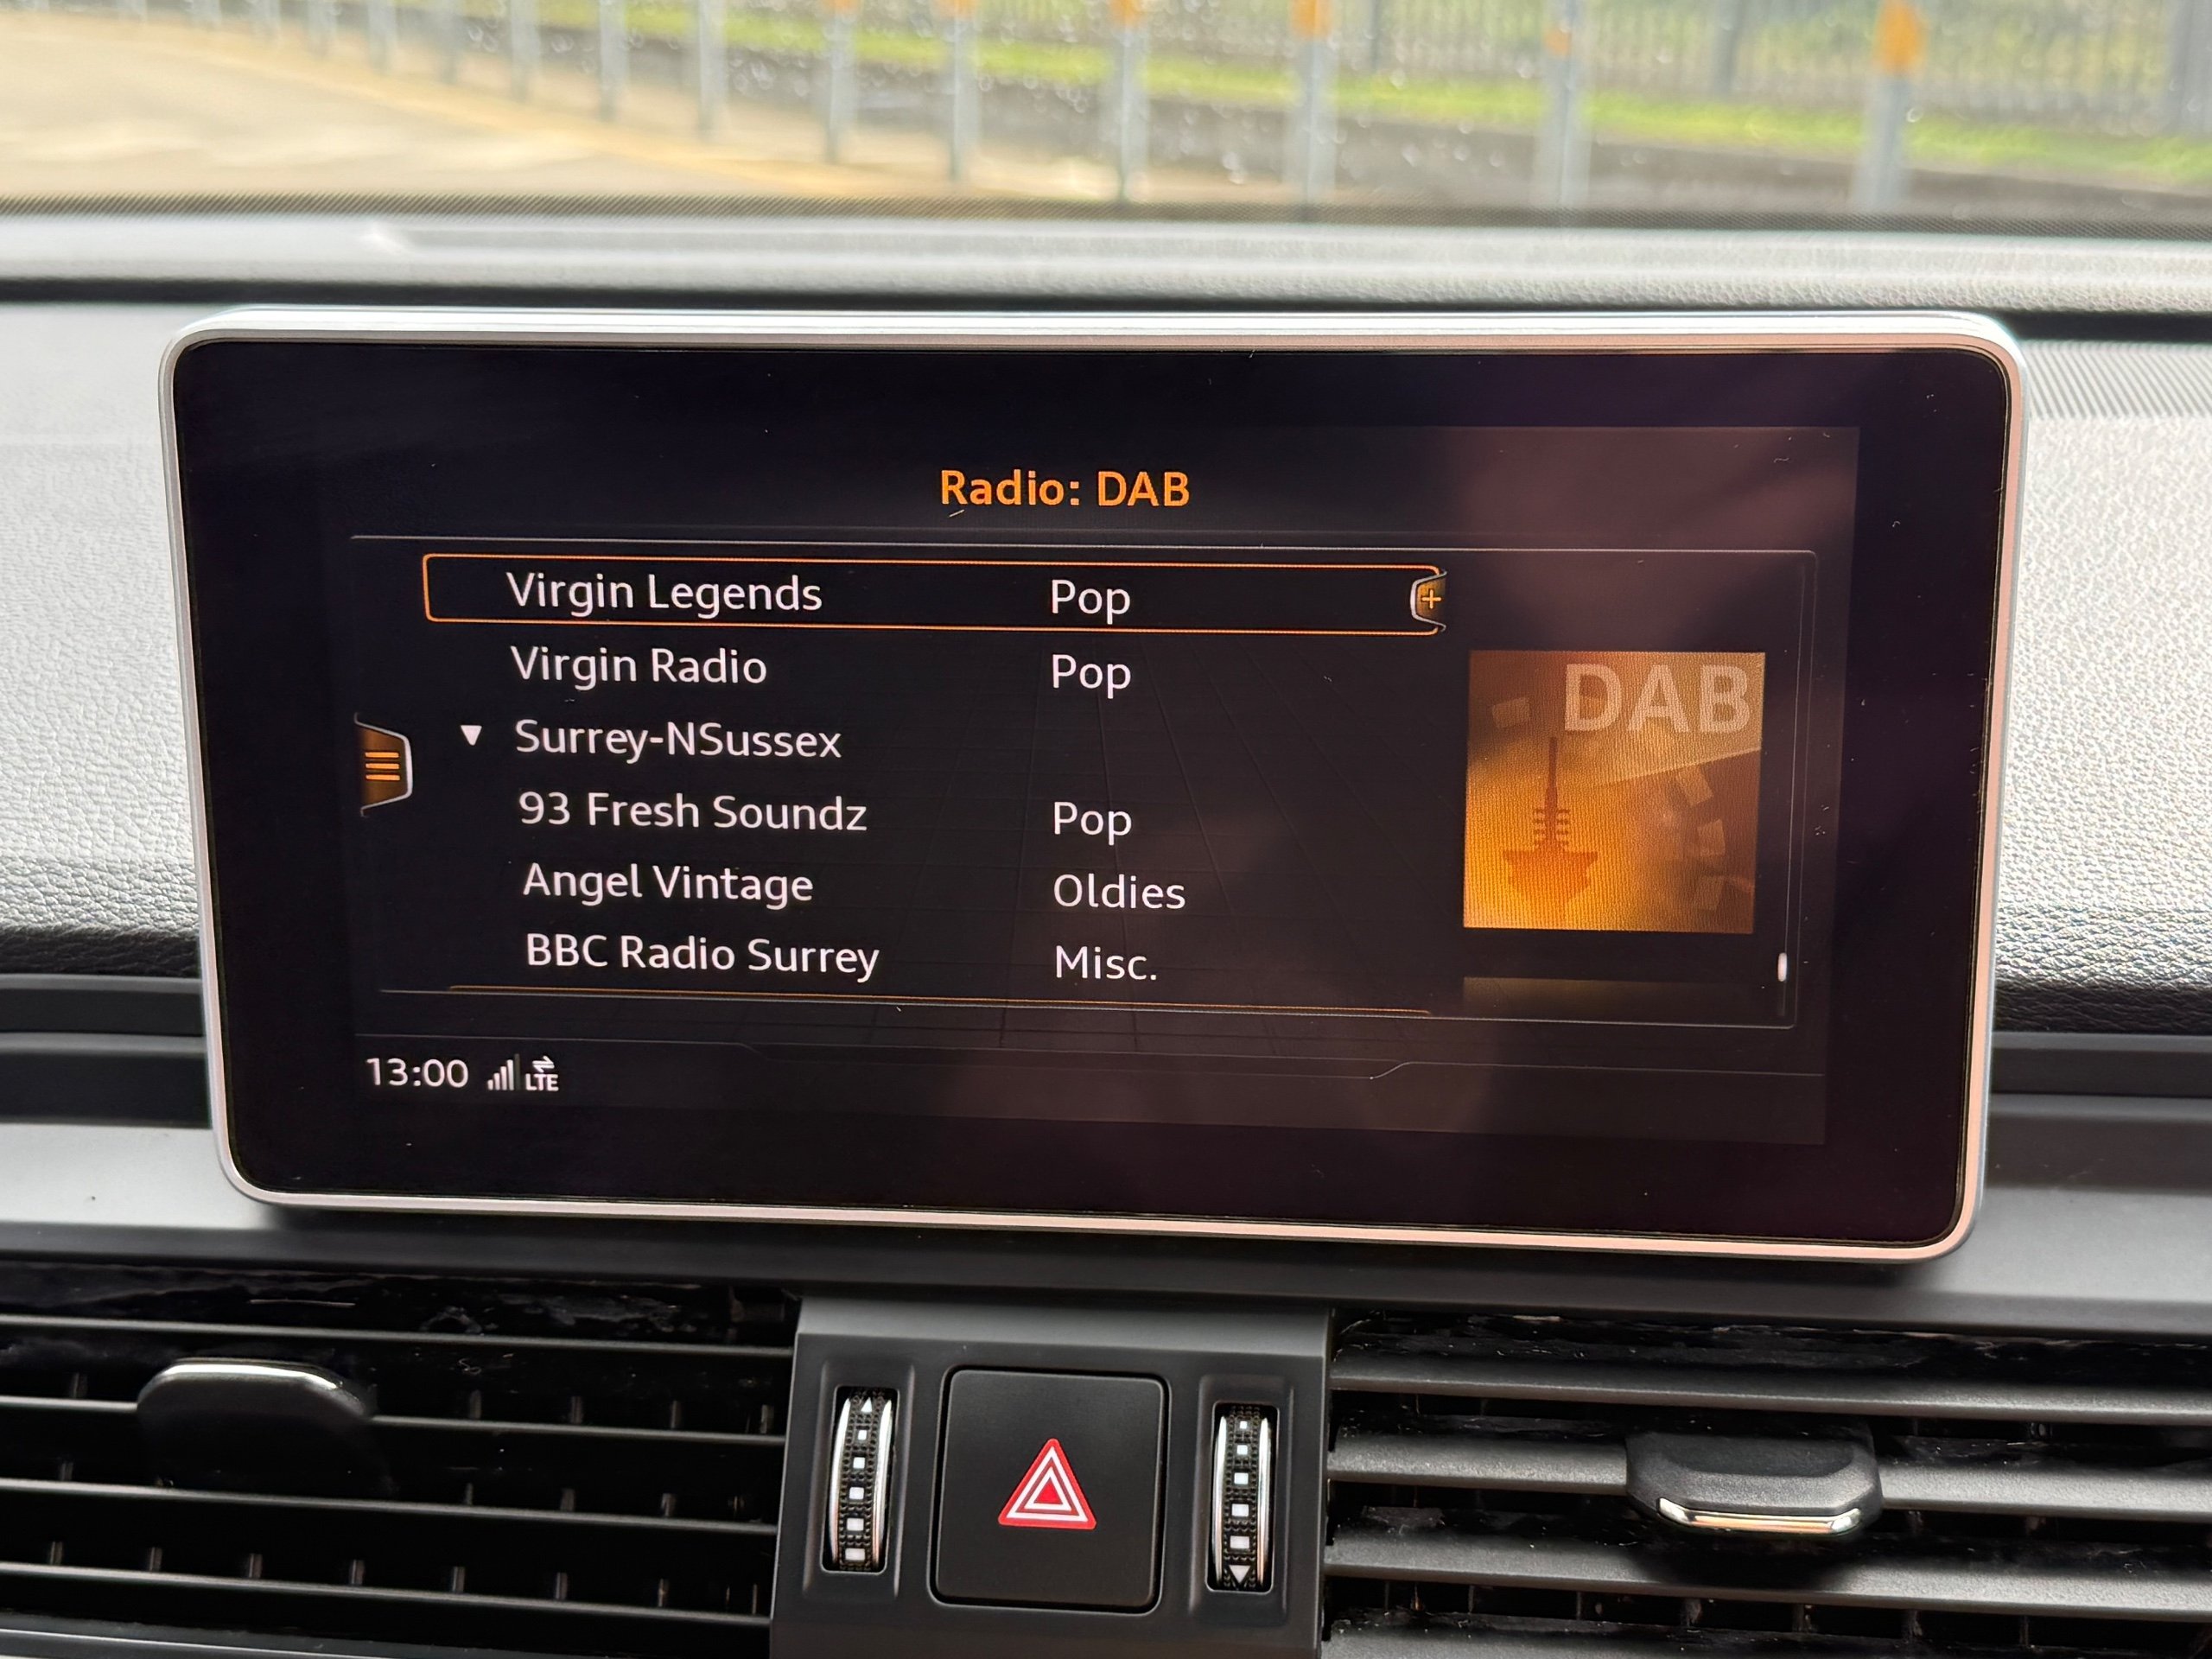 Radio: DAB
Virgin Legends Pop
Virgin Radio Pop
Surrey-NSussex
93 Fresh Soundz Pop
Angel Vintage Oldies
BBC Radio Surrey Misc.
DAB
13:00 LTE